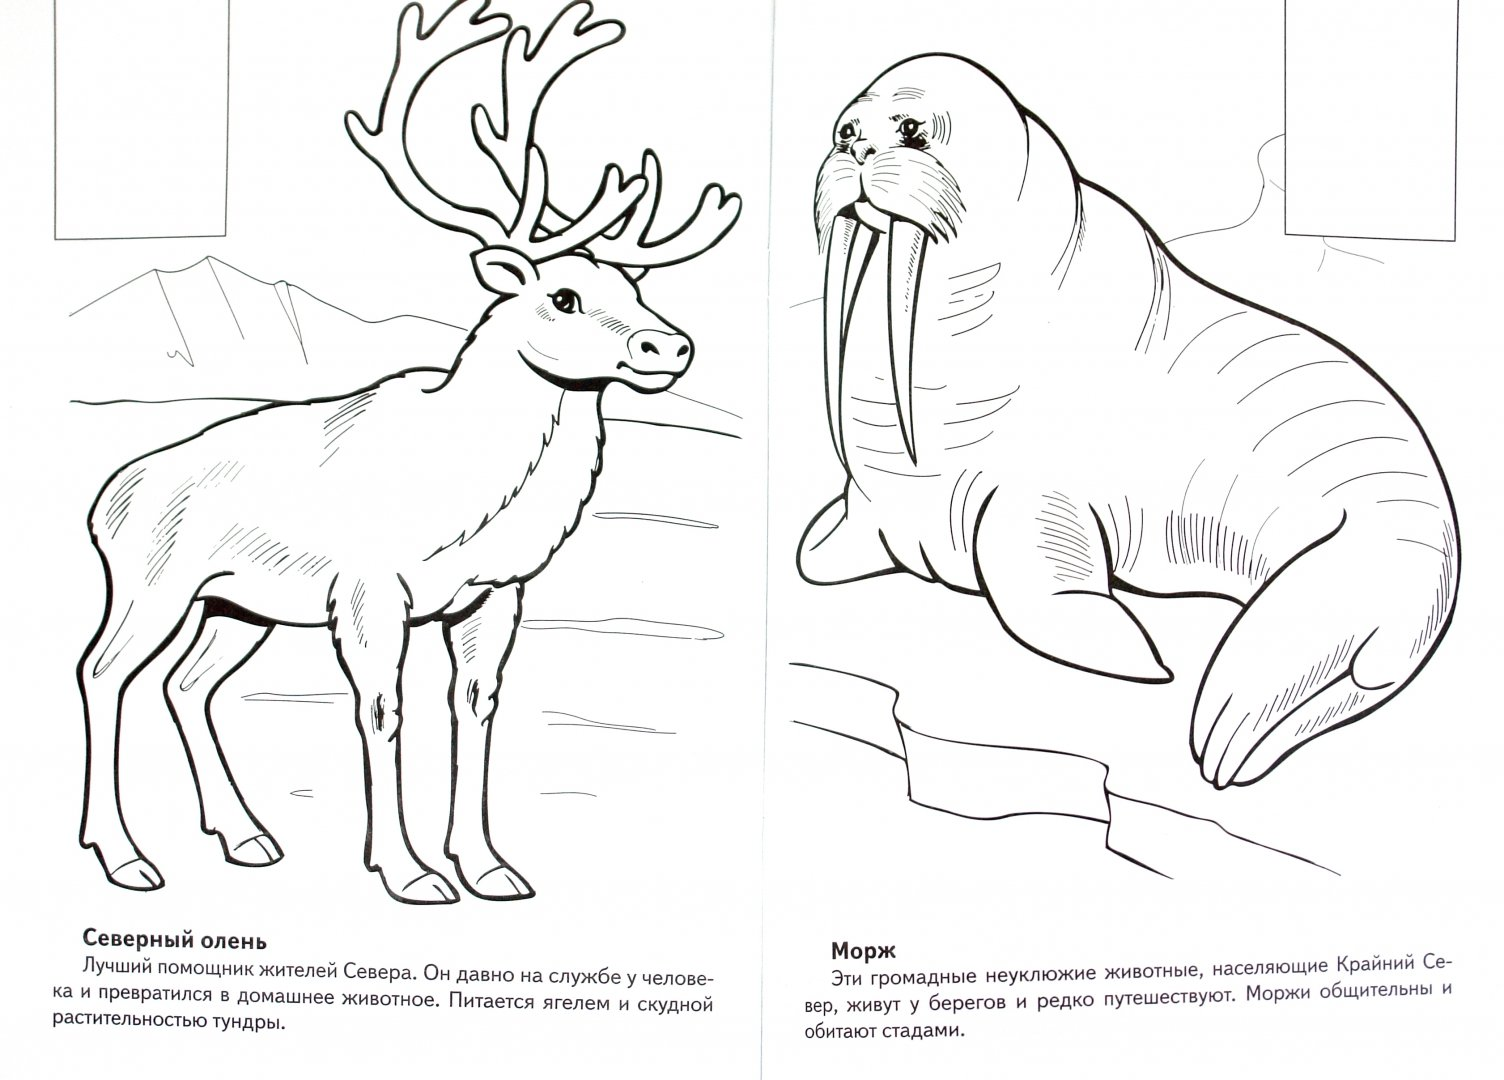 Северный олень
Лучший помощник жителей Севера. Он давно на службе у челове-
ка и превратился в домашнее животное. Питается ягелем и скудной
растительностью тундры.
Морж
Эти громадные неуклюжие животные, населяющие Крайний Се-
вер, живут у берегов и редко путешествуют. Моржи общительны и
обитают стадами.